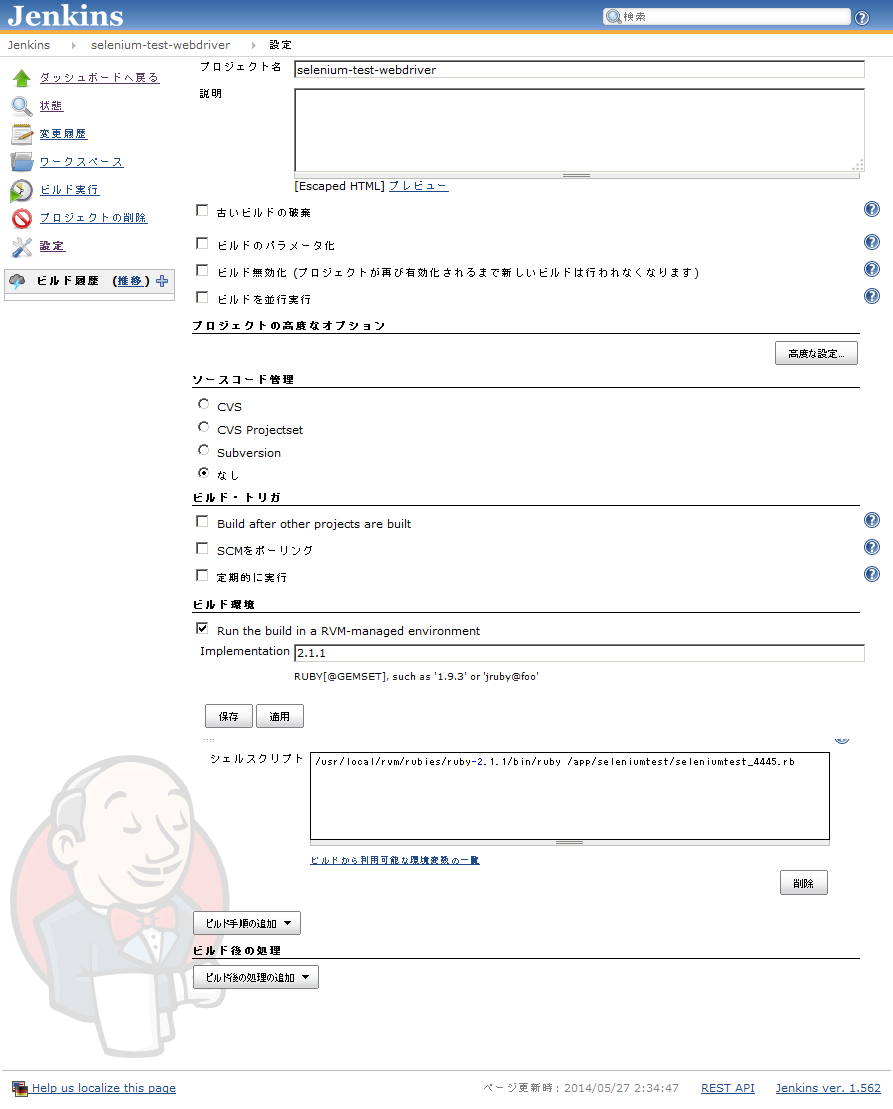 Jenkins
検索
Jenkins
selenium-test-webdriver
設定
ダッシュボードへ戻る
状態
変更履歴
ワークスペース
ビルド実行
プロジェクトの削除
設定
ビルド履歴 (推移)
プロジェクト名 selenium-test-webdriver
説明
[Escaped HTML] プレビュー
古いビルドの破棄
ビルドのパラメータ化
ビルド無効化 (プロジェクトが再び有効化されるまで新しいビルドは行われなくなります)
ビルドを並行実行
プロジェクトの高度なオプション
高度な設定...
ソースコード管理
CVS
CVS Projectset
Subversion
なし
ビルド・トリガ
Build after other projects are built
SCMをポーリング
定期的に実行
ビルド環境
Run the build in a RVM-managed environment
Implementation 2.1.1
RUBY[@GEMSET], such as '1.9.3' or 'jruby@foo'
保存 適用
シェルスクリプト /usr/local/rvm/rubies/ruby-2.1.1/bin/ruby /app/seleniumtest/seleniumtest_4445.rb
ビルドから利用可能な環境変数の一覧
削除
ビルド手順の追加
ビルド後の処理
ビルド後の処理の追加
Help us localize this page
ページ更新時: 2014/05/27 2:34:47
REST API
Jenkins ver. 1.562